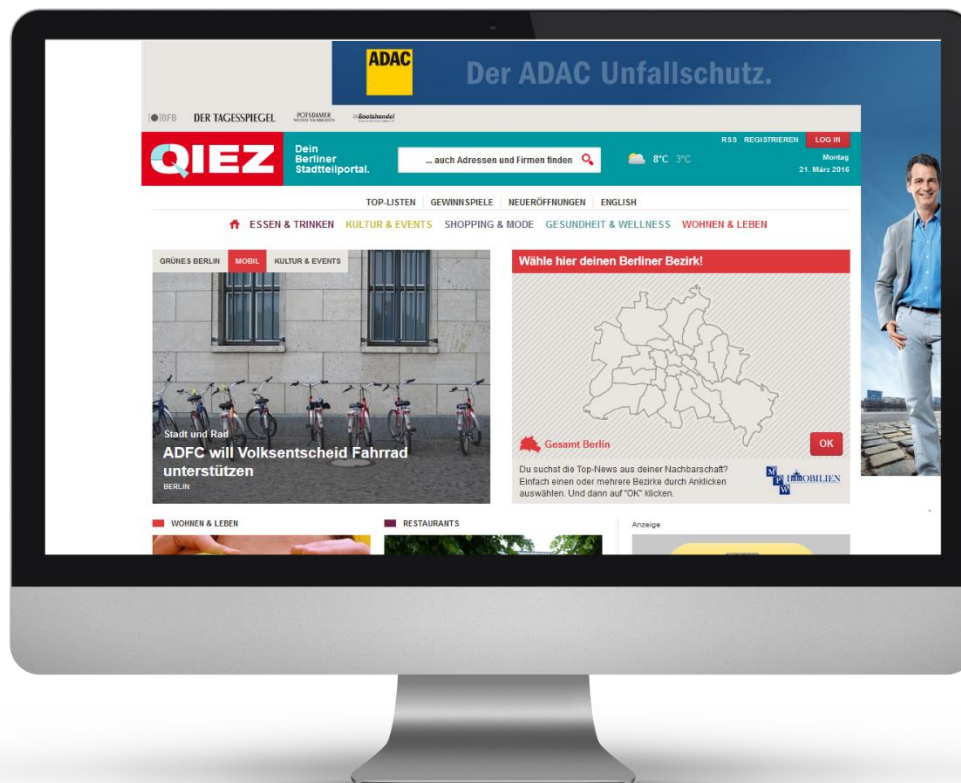 ADAC
Der ADAC Unfallschutz.
BFB
DER TAGESSPIEGEL
POTSDAMER
Bootshandel
RSS REGISTRIEREN LOG IN
QIEZ
Dein
Berliner
Stadtteilportal.
... auch Adressen und Firmen finden
8°C 3°C
Montag
21. März 2016
TOP-LISTEN GEWINNSPIELE NEUERÖFFNUNGEN ENGLISH
ESSEN & TRINKEN KULTUR & EVENTS SHOPPING & MODE GESUNDHEIT & WELLNESS WOHNEN & LEBEN
GRÜNES BERLIN MOBIL KULTUR & EVENTS
Stadt und Rad
ADFC will Volksentscheid Fahrrad
unterstützen
BERLIN
Wähle hier deinen Berliner Bezirk!
Gesamt Berlin
OK
Du suchst die Top-News aus deiner Nachbarschaft?
Einfach einen oder mehrere Bezirke durch Anklicken
auswählen. Und dann auf "OK" klicken.
MPW IMMOBILIEN
WOHNEN & LEBEN
RESTAURANTS
Anzeige